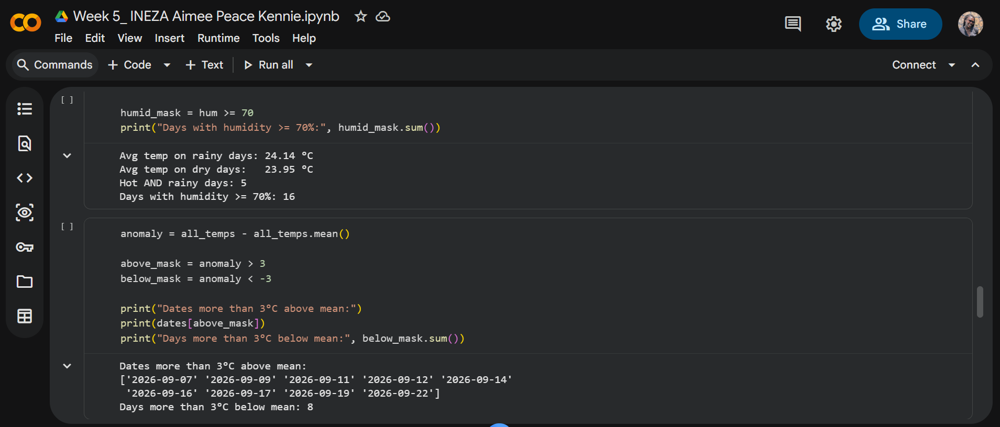 Week 5_ INEZA Aimee Peace Kennie.ipynb
File Edit View Insert Runtime Tools Help
Share
Commands + Code + Text Run all
Connect
[ ]
humid_mask = hum >= 70
print("Days with humidity >= 70%:", humid_mask.sum())
Avg temp on rainy days: 24.14 °C
Avg temp on dry days:   23.95 °C
Hot AND rainy days: 5
Days with humidity >= 70%: 16
[ ]
anomaly = all_temps - all_temps.mean()
above_mask = anomaly > 3
below_mask = anomaly < -3
print("Dates more than 3°C above mean:")
print(dates[above_mask])
print("Days more than 3°C below mean:", below_mask.sum())
Dates more than 3°C above mean:
['2026-09-07' '2026-09-09' '2026-09-11' '2026-09-12' '2026-09-14'
 '2026-09-16' '2026-09-17' '2026-09-19' '2026-09-22']
Days more than 3°C below mean: 8